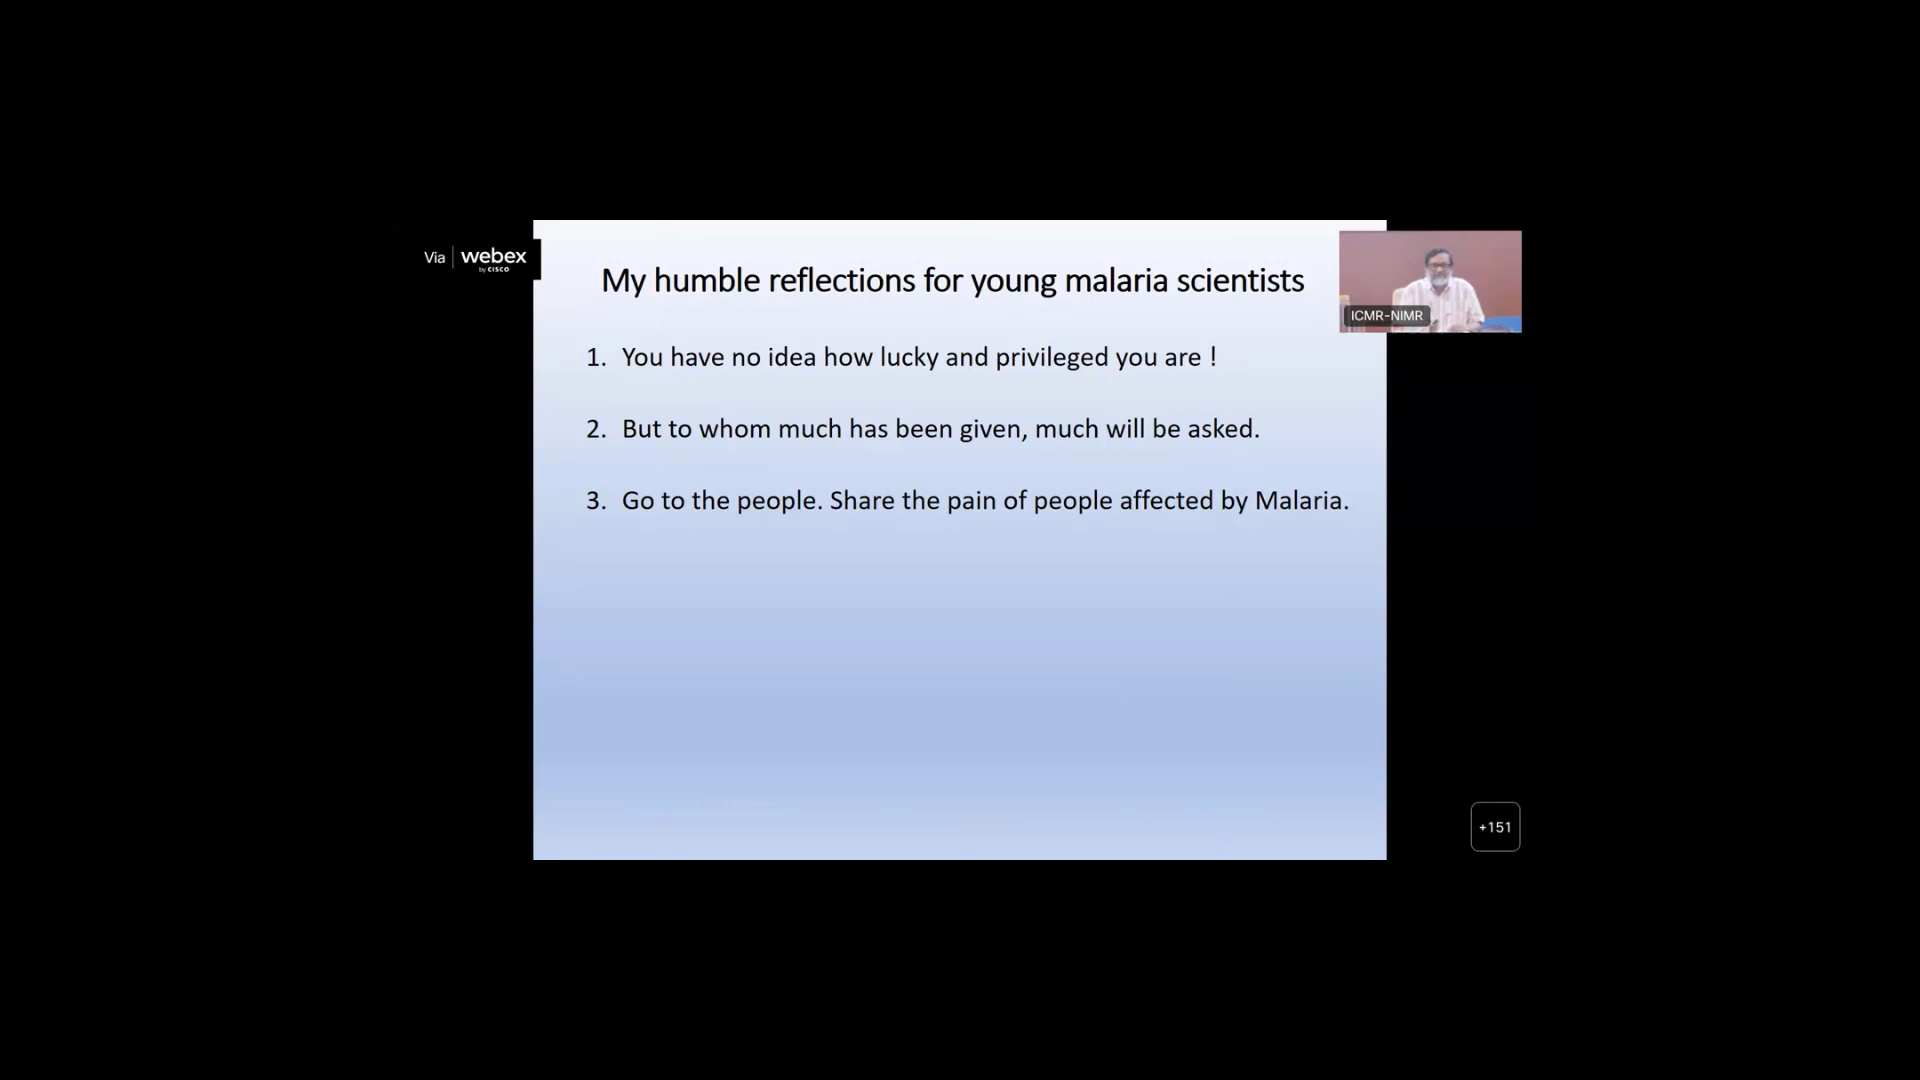 Via | webex
by CISCO
My humble reflections for young malaria scientists
ICMR-NIMR
1. You have no idea how lucky and privileged you are !
2. But to whom much has been given, much will be asked.
3. Go to the people. Share the pain of people affected by Malaria.
+151